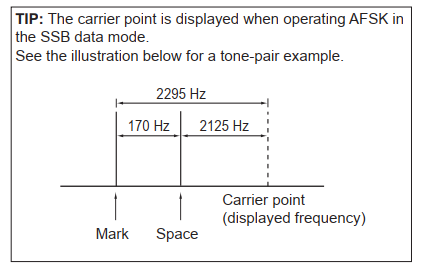 TIP: The carrier point is displayed when operating AFSK in
the SSB data mode.
See the illustration below for a tone-pair example.
2295 Hz
170 Hz
2125 Hz
Carrier point
(displayed frequency)
Mark
Space